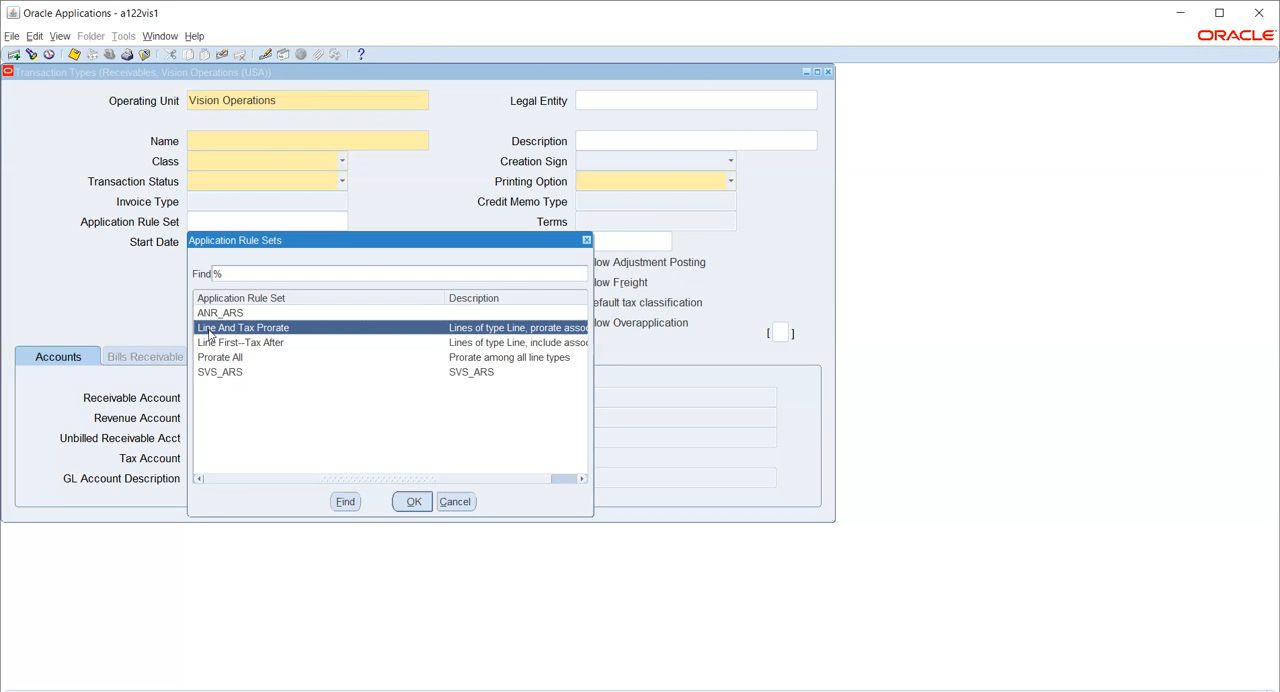 Oracle Applications - a122vis1
File Edit View Folder Tools Window Help
ORACLE
Transaction Types (Receivables, Vision Operations (USA))
Operating Unit Vision Operations Legal Entity
Name Description
Class Creation Sign
Transaction Status Printing Option
Invoice Type Credit Memo Type
Application Rule Set Terms
Start Date
Application Rule Sets
low Adjustment Posting
Find %
low Freight
Application Rule Set Description
efault tax classification
ANR_ARS
low Overapplication
Line And Tax Prorate Lines of type Line, prorate asso
[ ]
Line First--Tax After Lines of type Line, include assoc
Accounts Bills Receivable
Prorate All Prorate among all line types
SVS_ARS SVS_ARS
Receivable Account
Revenue Account
Unbilled Receivable Acct
Tax Account
GL Account Description
Find OK Cancel